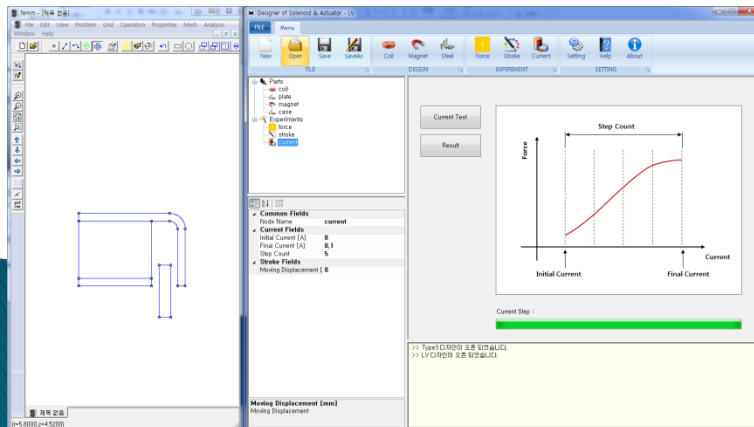 femm - [제목 없음]
File Edit View Problem Grid Operation Properties Mesh Analysis
Window Help
제목 없음
(r=5.8000,z=4.5200)
Designer of Solenoid & Actuator - LV
FILE Menu
New Open Save SaveAs Coil Magnet Steel Force Stroke Current Setting Help About
FILE DESIGN EXPERIMENT SETTING
Parts
coil
plate
magnet
case
Experiments
force
stroke
current
Common Fields
Node Name current
Current Fields
Initial Current [A] 0
Final Current [A] 0,1
Step Count 5
Stroke Fields
Moving Displacement [ 0
Moving Displacement [mm]
Moving Displacement
Current Test
Result
Step Count
Force
Current
Initial Current
Final Current
Current Step :
>> Type3 디자인이 오픈 되었습니다.
>> LV 디자인이 오픈 되었습니다.